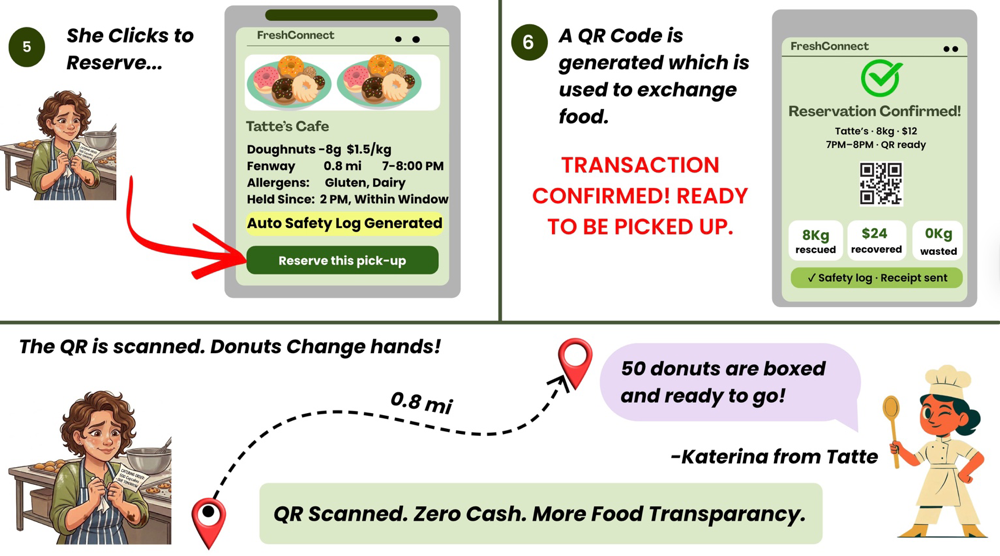 5
She Clicks to
Reserve...
FreshConnect
Tatte's Cafe
Doughnuts -8g $1.5/kg
Fenway 0.8 mi 7-8:00 PM
Allergens: Gluten, Dairy
Held Since: 2 PM, Within Window
Auto Safety Log Generated
Reserve this pick-up
6
A QR Code is
generated which is
used to exchange
food.
TRANSACTION
CONFIRMED! READY
TO BE PICKED UP.
FreshConnect
Reservation Confirmed!
Tatte's · 8kg · $12
7PM–8PM · QR ready
8Kg
rescued
$24
recovered
0Kg
wasted
✓ Safety log · Receipt sent
The QR is scanned. Donuts Change hands!
0.8 mi
50 donuts are boxed
and ready to go!
-Katerina from Tatte
QR Scanned. Zero Cash. More Food Transparancy.